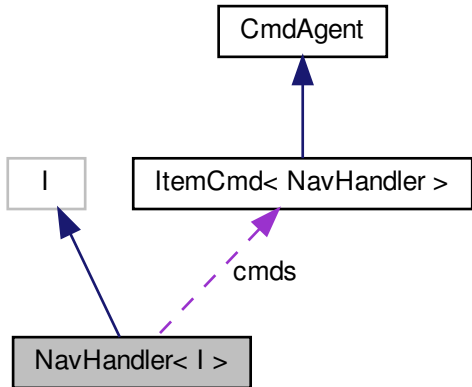 CmdAgent
I
ItemCmd< NavHandler >
cmds
NavHandler< I >